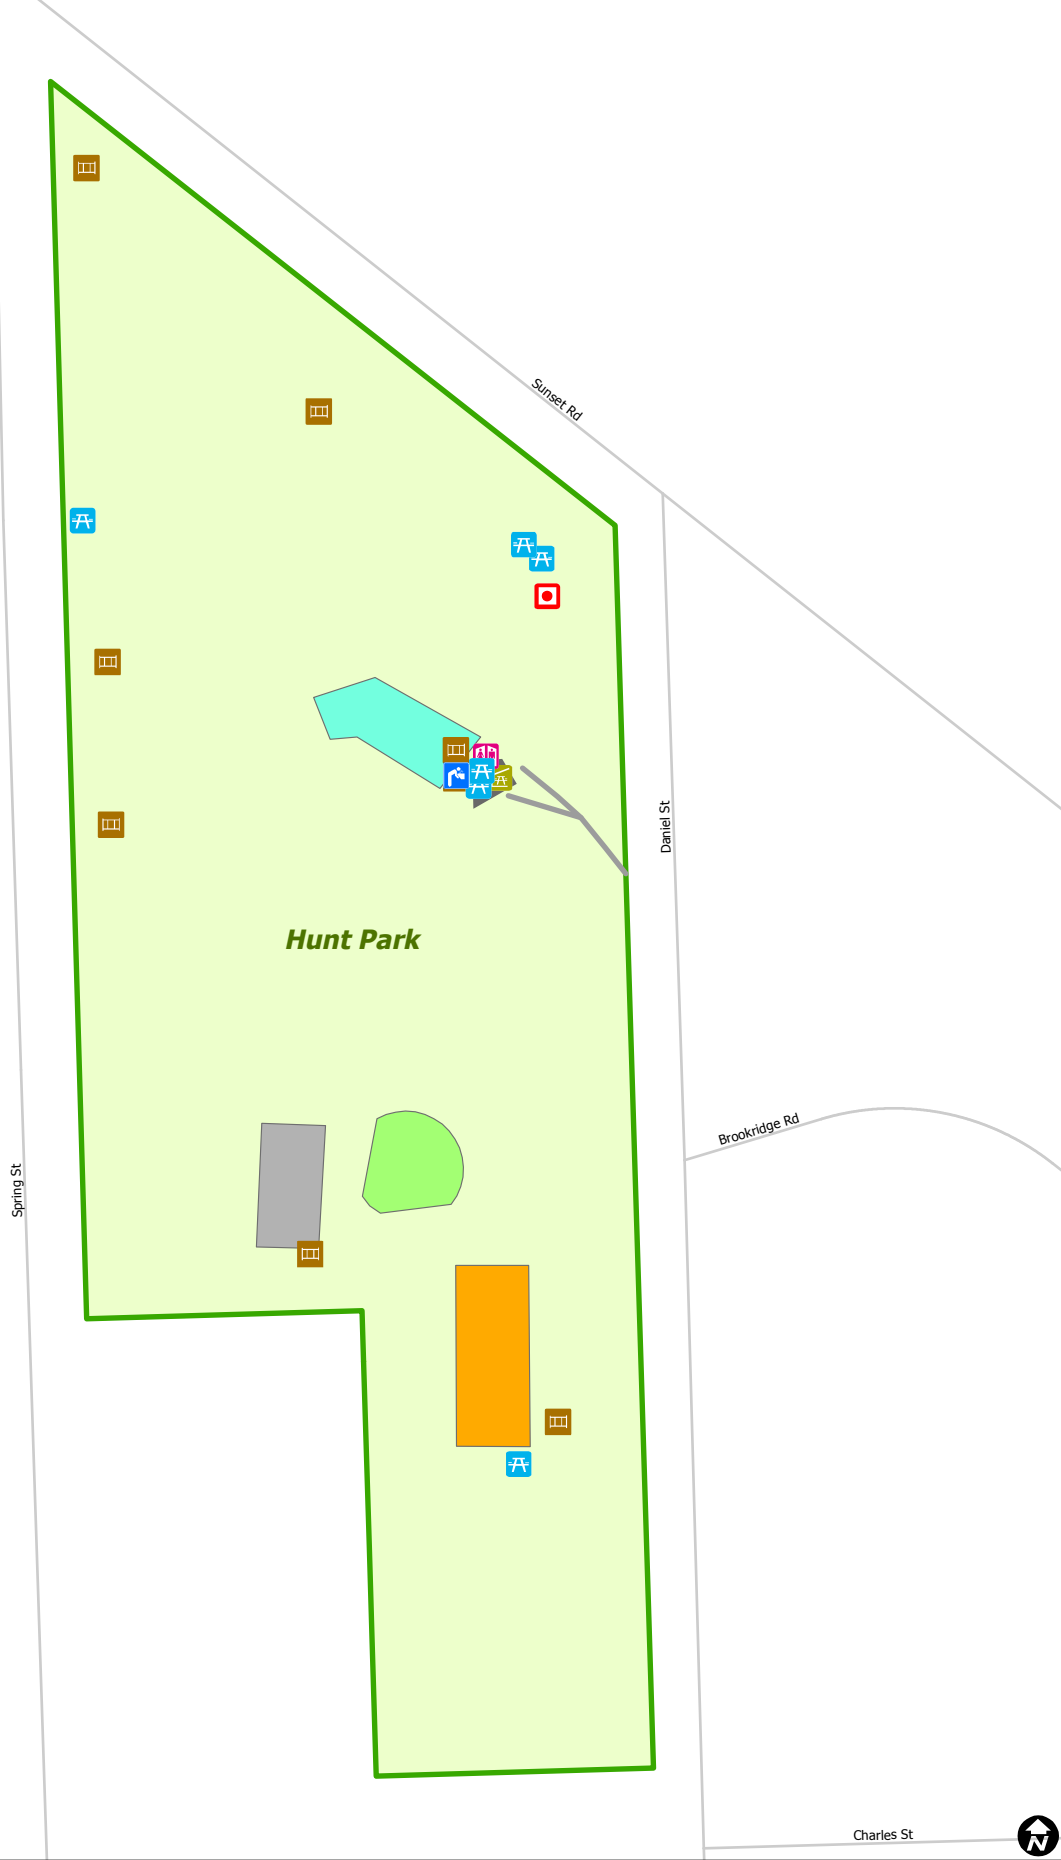 Sunset Rd
Daniel St
Hunt Park
Brookridge Rd
Spring St
Charles St
N